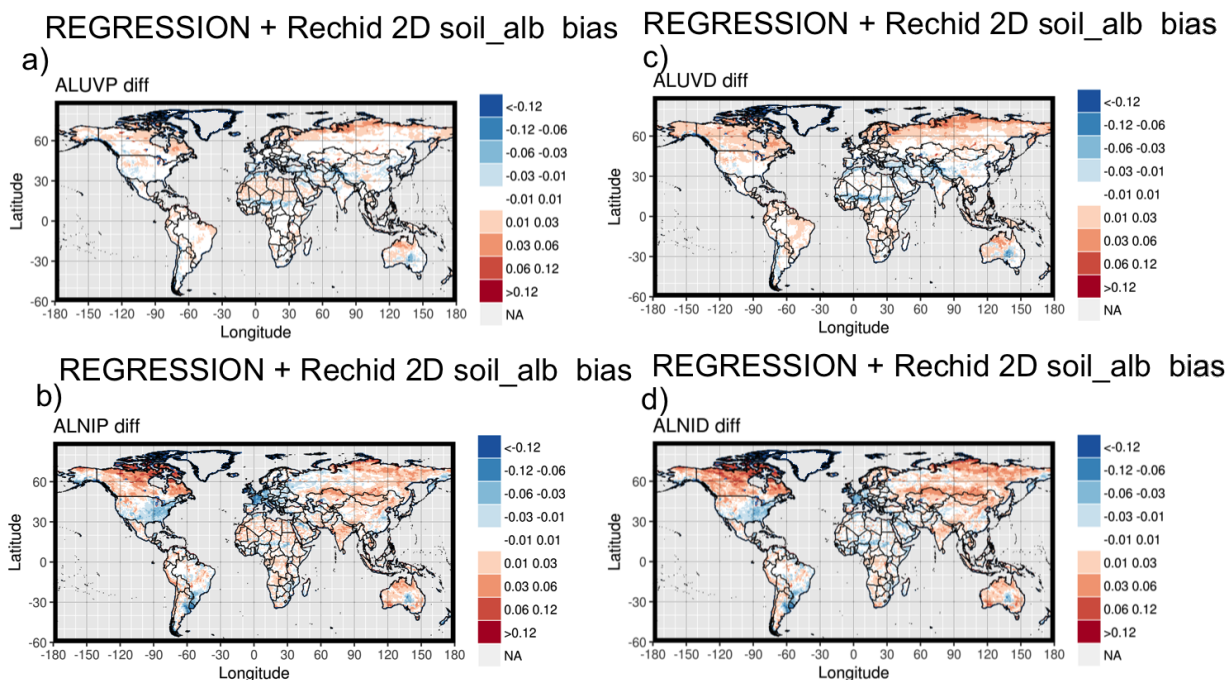 REGRESSION + Rechid 2D soil_alb bias
a)
ALUVP diff
Latitude
60
30
0
-30
-60
-180 -150 -120 -90 -60 -30 0 30 60 90 120 150 180
Longitude
<-0.12
-0.12 -0.06
-0.06 -0.03
-0.03 -0.01
-0.01 0.01
0.01 0.03
0.03 0.06
0.06 0.12
>0.12
NA
REGRESSION + Rechid 2D soil_alb bias
c)
ALUVD diff
Latitude
60
30
0
-30
-60
-180 -150 -120 -90 -60 -30 0 30 60 90 120 150 180
Longitude
<-0.12
-0.12 -0.06
-0.06 -0.03
-0.03 -0.01
-0.01 0.01
0.01 0.03
0.03 0.06
0.06 0.12
>0.12
NA
REGRESSION + Rechid 2D soil_alb bias
b)
ALNIP diff
Latitude
60
30
0
-30
-60
-180 -150 -120 -90 -60 -30 0 30 60 90 120 150 180
Longitude
<-0.12
-0.12 -0.06
-0.06 -0.03
-0.03 -0.01
-0.01 0.01
0.01 0.03
0.03 0.06
0.06 0.12
>0.12
NA
REGRESSION + Rechid 2D soil_alb bias
d)
ALNID diff
Latitude
60
30
0
-30
-60
-180 -150 -120 -90 -60 -30 0 30 60 90 120 150 180
Longitude
<-0.12
-0.12 -0.06
-0.06 -0.03
-0.03 -0.01
-0.01 0.01
0.01 0.03
0.03 0.06
0.06 0.12
>0.12
NA